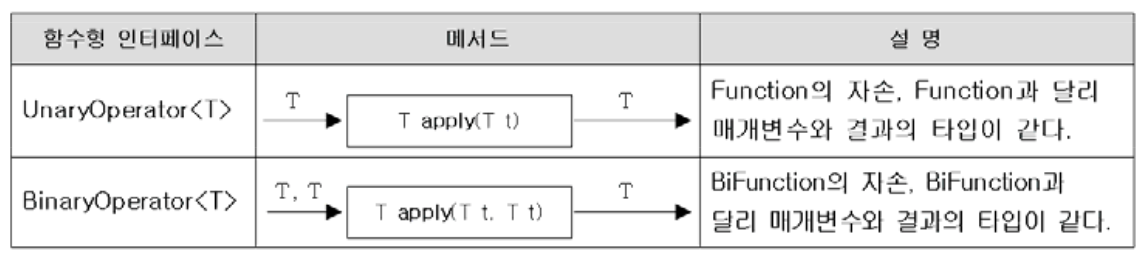 함수형 인터페이스
메서드
설 명
UnaryOperator<T>
T
T apply(T t)
T
Function의 자손, Function과 달리
매개변수와 결과의 타입이 같다.
BinaryOperator<T>
T, T
T apply(T t, T t)
T
BiFunction의 자손, BiFunction과
달리 매개변수와 결과의 타입이 같다.